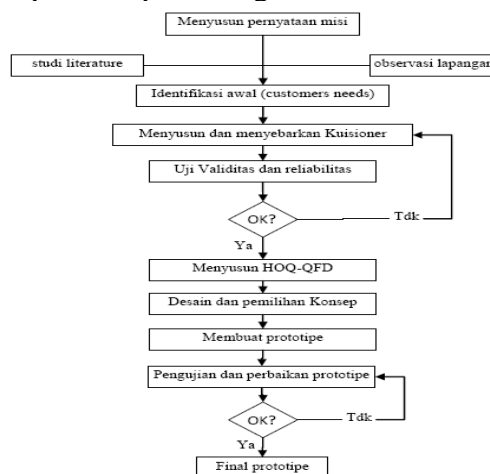 Menyusun pernyataan misi
studi literature
observasi lapangan
Identifikasi awal (customers needs)
Menyusun dan menyebarkan Kuisioner
Uji Validitas dan reliabilitas
OK?
Tdk
Ya
Menyusun HOQ-QFD
Desain dan pemilihan Konsep
Membuat prototipe
Pengujian dan perbaikan prototipe
OK?
Tdk
Ya
Final prototipe